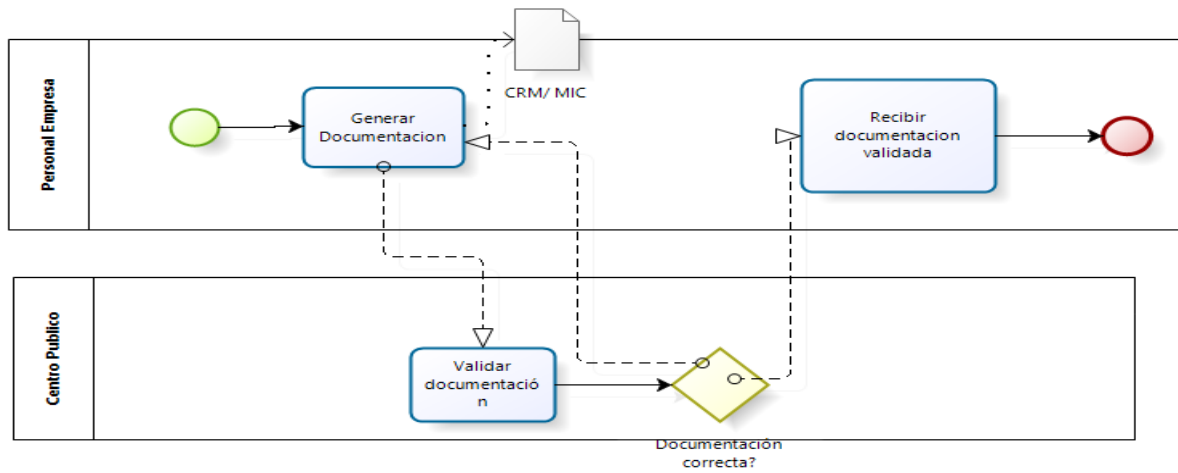 Personal Empresa
Generar
Documentacion
CRM/ MIC
Recibir
documentacion
validada
Centro Publico
Validar
documentació
n
Documentación
correcta?